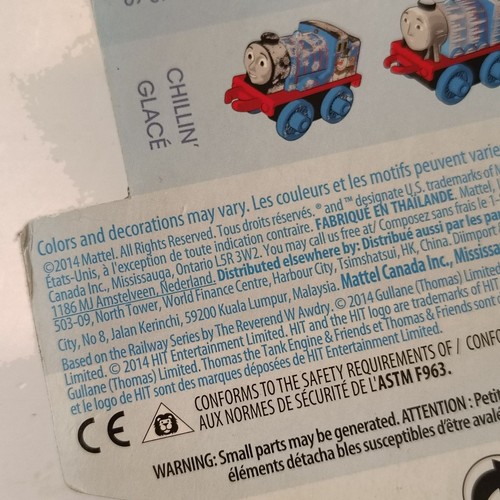 CHILLIN'
GLACÉ
Colors and decorations may vary. Les couleurs et les motifs peuvent varie
©2014 Mattel. All Rights Reserved. Tous droits réservés. ® and ™ designate U.S. trademarks of M
États-Unis, à l'exception de toute indication contraire. FABRIQUÉ EN THAÏLANDE. Mattel,
Canada Inc., Mississauga, Ontario L5R 3W2. You may call us free at/ Composez sans frais le 1
1186 MJ Amstelveen, Nederland. Distributed elsewhere by: Distribué aussi par les pa
503-09, North Tower, World Finance Centre, Harbour City, Tsimshatsui, HK, China. Diimport
City, No 8, Jalan Kerinchi, 59200 Kuala Lumpur, Malaysia. Mattel Canada Inc., Mississ
Based on the Railway Series by The Reverend W Awdry. © 2014 Gullane (Thomas) Limite
Limited. © 2014 HIT Entertainment Limited. HIT and the HIT logo are trademarks of HIT
Gullane (Thomas) Limited. Thomas the Tank Engine & Friends et Thomas & Friends sont
et le logo de HIT sont des marques déposées de HIT Entertainment Limited.
CE
CONFORMS TO THE SAFETY REQUIREMENTS OF / CONFO
AUX NORMES DE SÉCURITÉ DE L'ASTM F963.
WARNING: Small parts may be generated. ATTENTION : Petit
éléments détachables susceptibles d'être